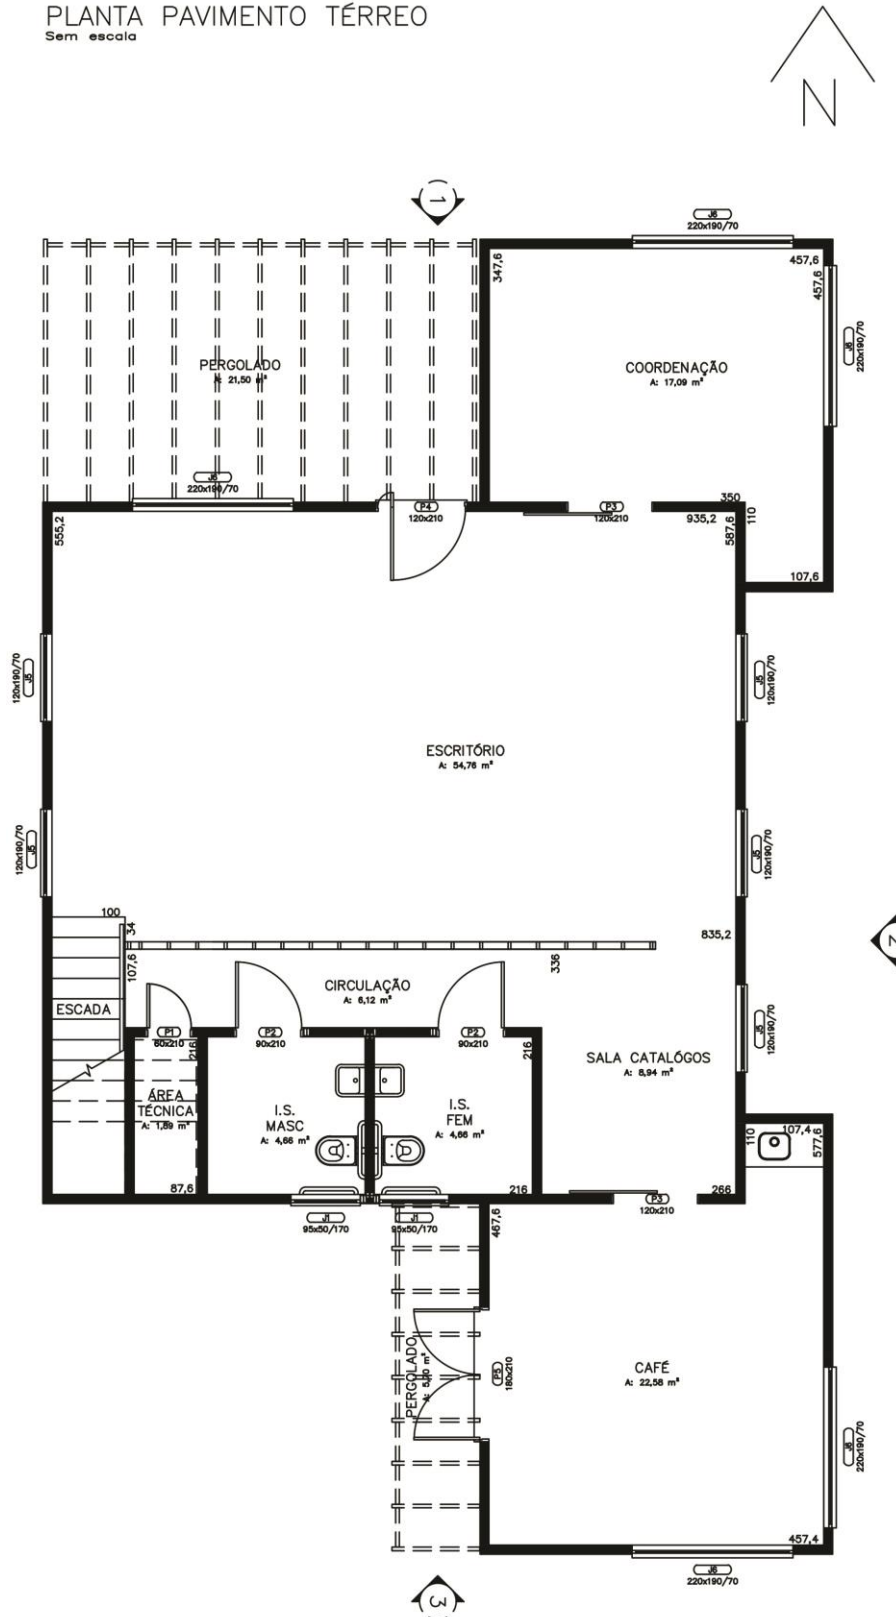 PLANTA PAVIMENTO TÉRREO
Sem escala
N
1
J6
220x190/70
457,6
347,6
457,6
J6
220x190/70
PERGOLADO
A: 21,50 m²
COORDENAÇÃO
A: 17,09 m²
J6
220x190/70
P4
120x210
P3
120x210
350
935,2
110
587,6
555,2
107,6
J5
120x190/70
J5
120x190/70
ESCRITÓRIO
A: 54,76 m²
J5
120x190/70
J5
120x190/70
100
34
835,2
2
107,6
336
CIRCULAÇÃO
A: 6,12 m²
ESCADA
P1
60x210
P2
90x210
P2
90x210
J5
120x190/70
216
216
SALA CATALÓGOS
A: 8,94 m²
ÁREA
TÉCNICA
A: 1,89 m²
I.S.
MASC
A: 4,66 m²
I.S.
FEM
A: 4,66 m²
110
107,4
577,6
87,6
216
266
J1
95x50/170
J1
95x50/170
P3
120x210
467,6
PERGOLADO
P5
180x210
CAFÉ
A: 22,58 m²
J6
220x190/70
457,4
J6
220x190/70
3